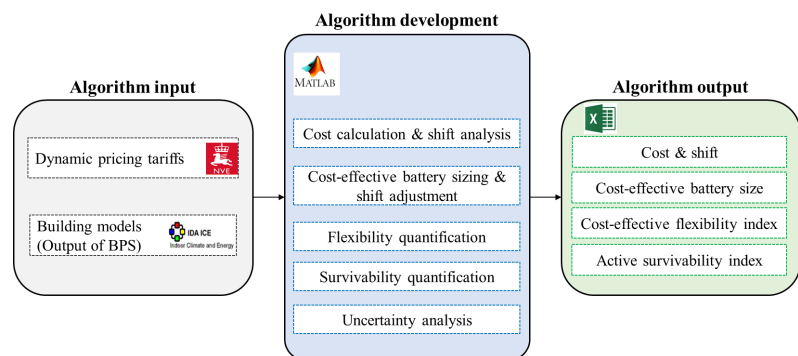 Algorithm input
Dynamic pricing tariffs
NVE
Building models
(Output of BPS)
IDA ICE
Indoor Climate and Energy
Algorithm development
MATLAB
Cost calculation & shift analysis
Cost-effective battery sizing &
shift adjustment
Flexibility quantification
Survivability quantification
Uncertainty analysis
Algorithm output
X
Cost & shift
Cost-effective battery size
Cost-effective flexibility index
Active survivability index